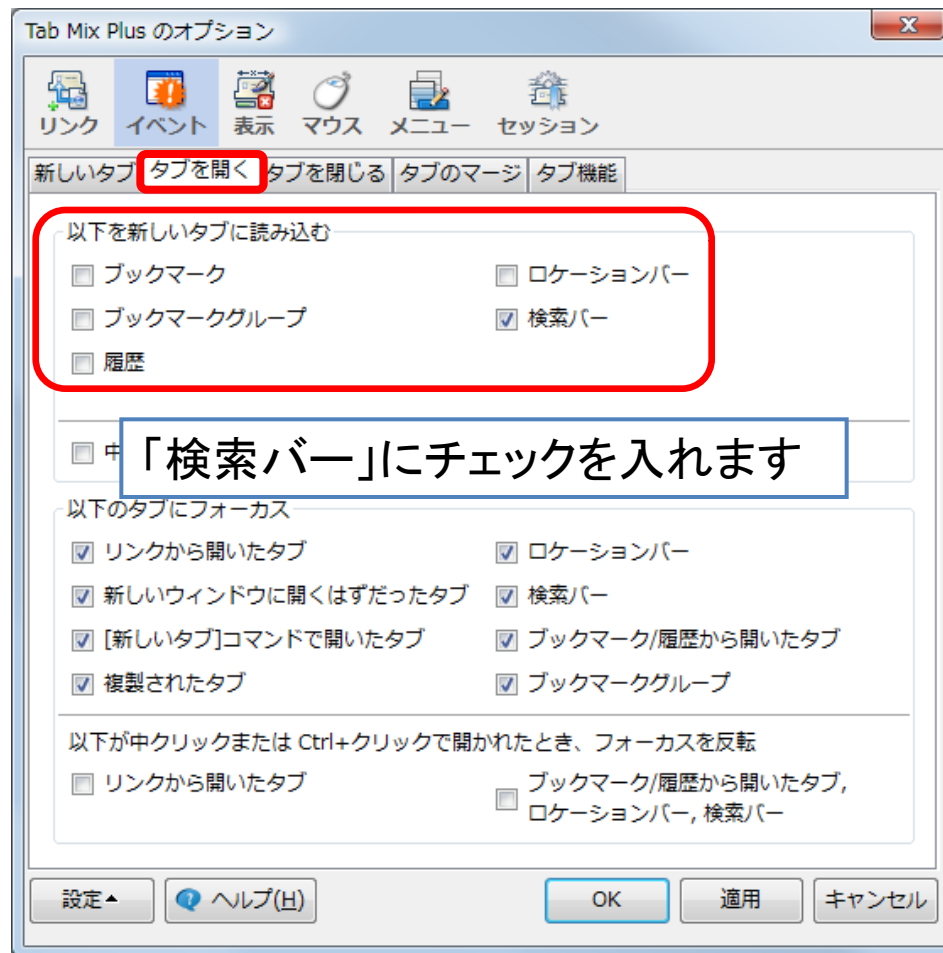 Tab Mix Plus のオプション
リンク イベント 表示 マウス メニュー セッション
新しいタブ タブを開く タブを閉じる タブのマージ タブ機能
以下を新しいタブに読み込む
ブックマーク ロケーションバー
ブックマークグループ 検索バー
履歴
中
「検索バー」にチェックを入れます
以下のタブにフォーカス
リンクから開いたタブ ロケーションバー
新しいウィンドウに開くはずだったタブ 検索バー
[新しいタブ]コマンドで開いたタブ ブックマーク/履歴から開いたタブ
複製されたタブ ブックマークグループ
以下が中クリックまたは Ctrl+クリックで開かれたとき、フォーカスを反転
リンクから開いたタブ ブックマーク/履歴から開いたタブ,
ロケーションバー, 検索バー
設定 ヘルプ(H) OK 適用 キャンセル